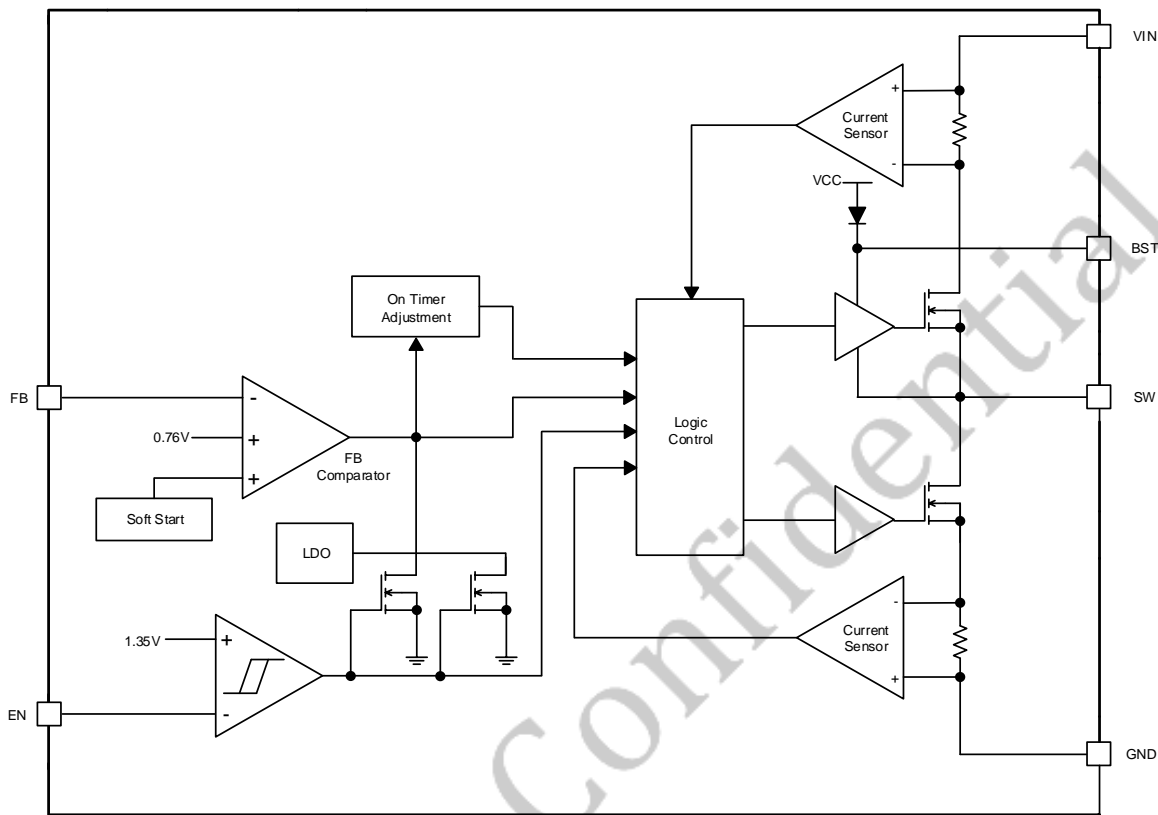 VIN
+
Current
Sensor
-
VCC
BST
On Timer
Adjustment
FB
-
0.76V
+
+
FB
Comparator
Soft Start
Logic
Control
SW
LDO
1.35V
+
-
EN
-
Current
Sensor
+
GND
Confidential